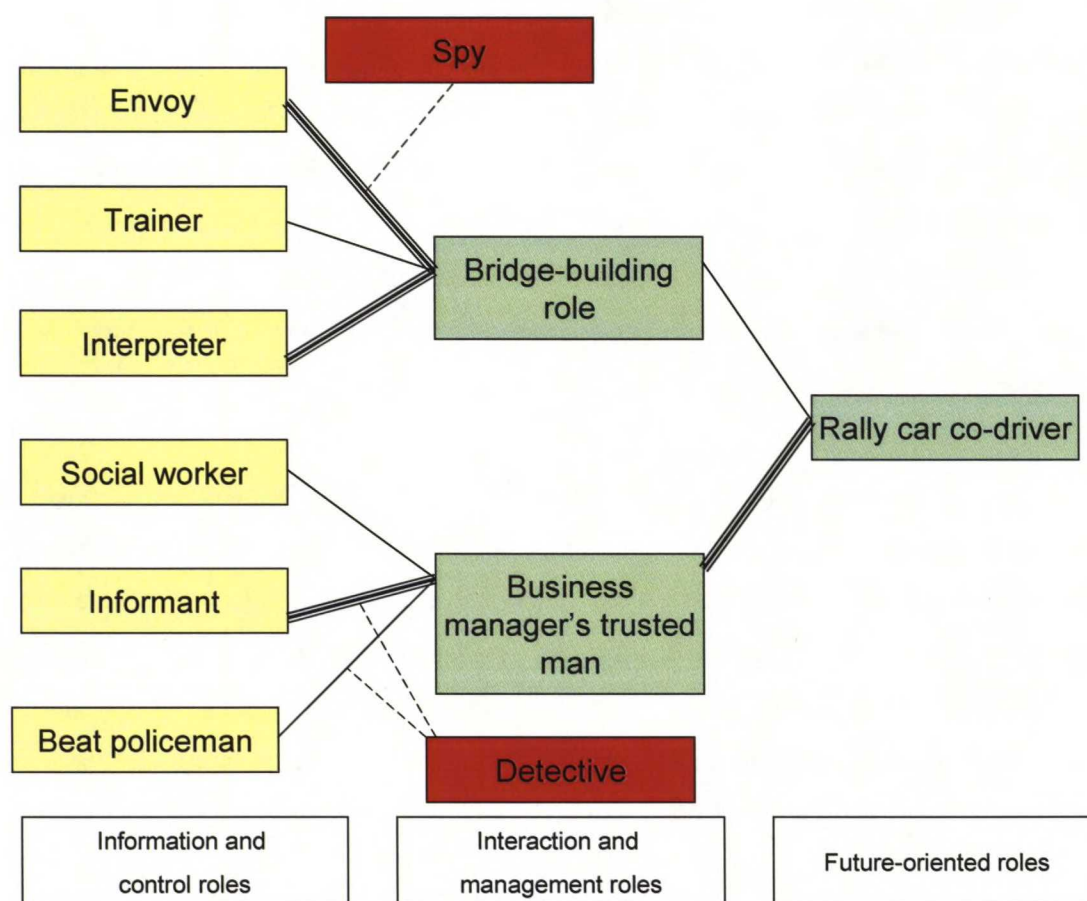 Spy
Envoy
Trainer
Bridge-building
role
Interpreter
Rally car co-driver
Social worker
Business
manager's trusted
man
Informant
Beat policeman
Detective
Information and
control roles
Interaction and
management roles
Future-oriented roles